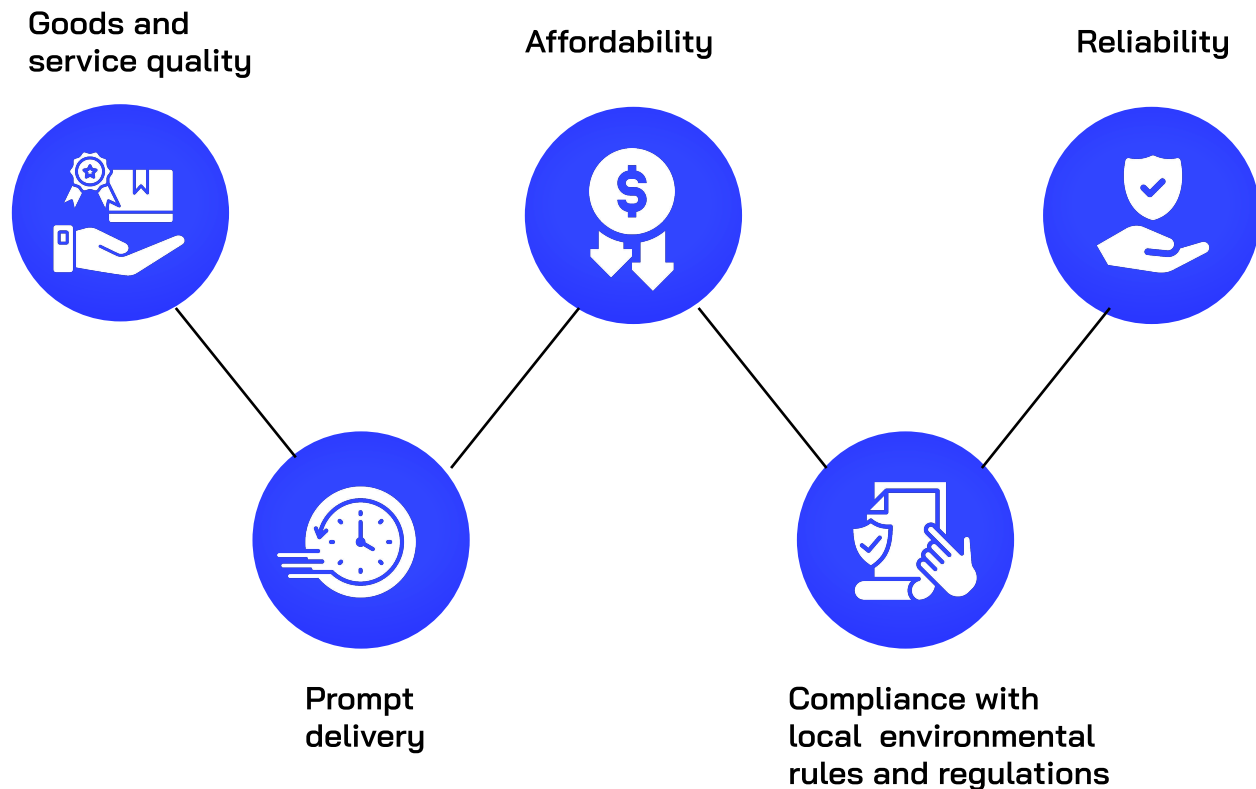 Goods and
service quality
Affordability
Reliability
$
Prompt
delivery
Compliance with
local  environmental
rules and regulations